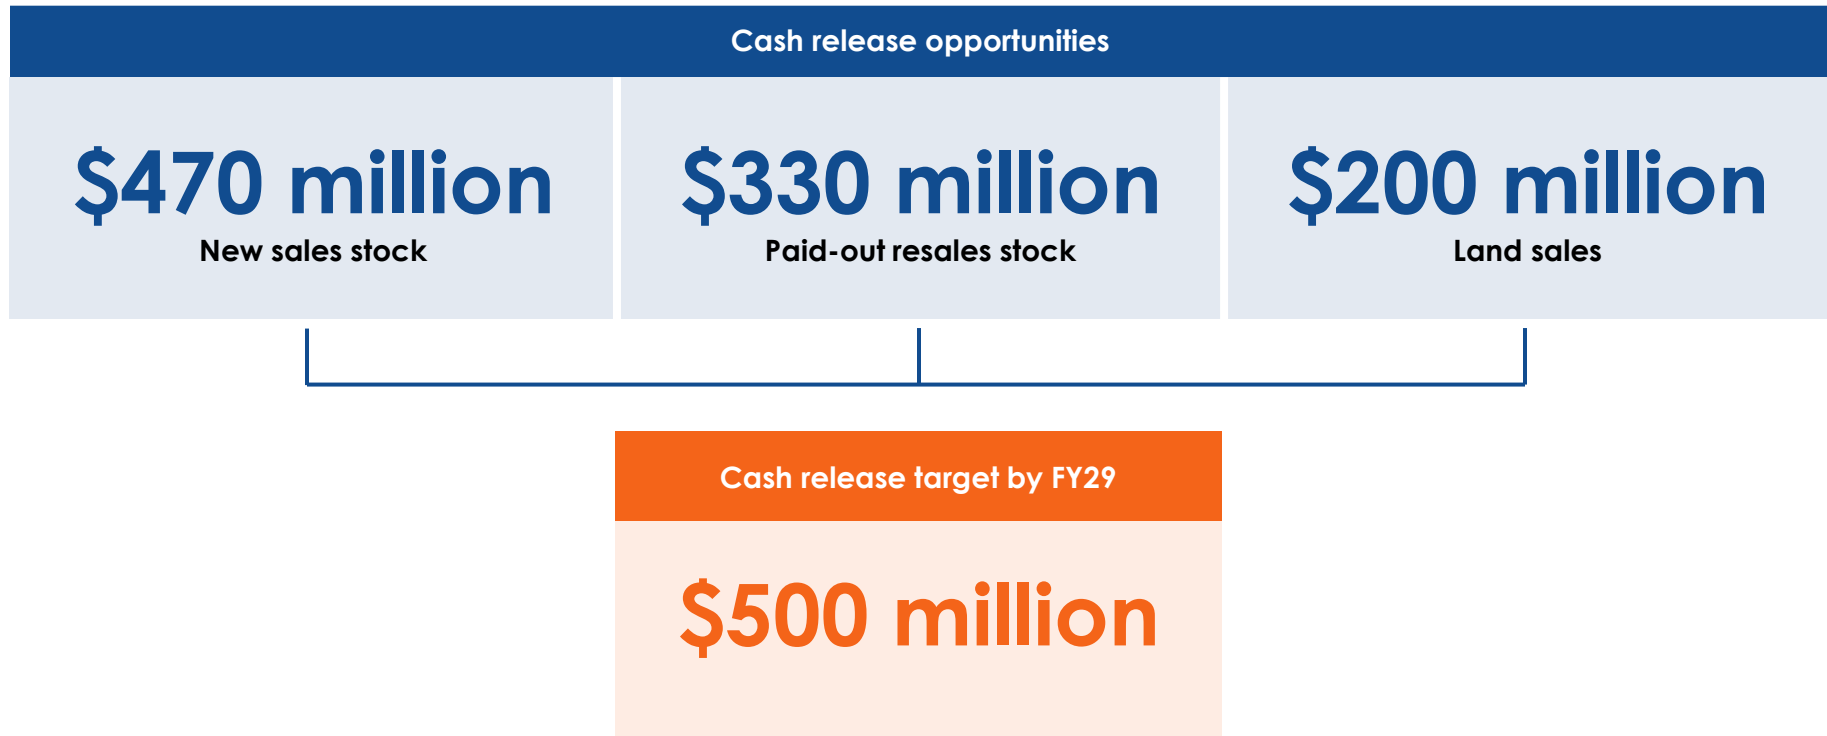 Cash release opportunities
$470 million
New sales stock
$330 million
Paid-out resales stock
$200 million
Land sales
Cash release target by FY29
$500 million